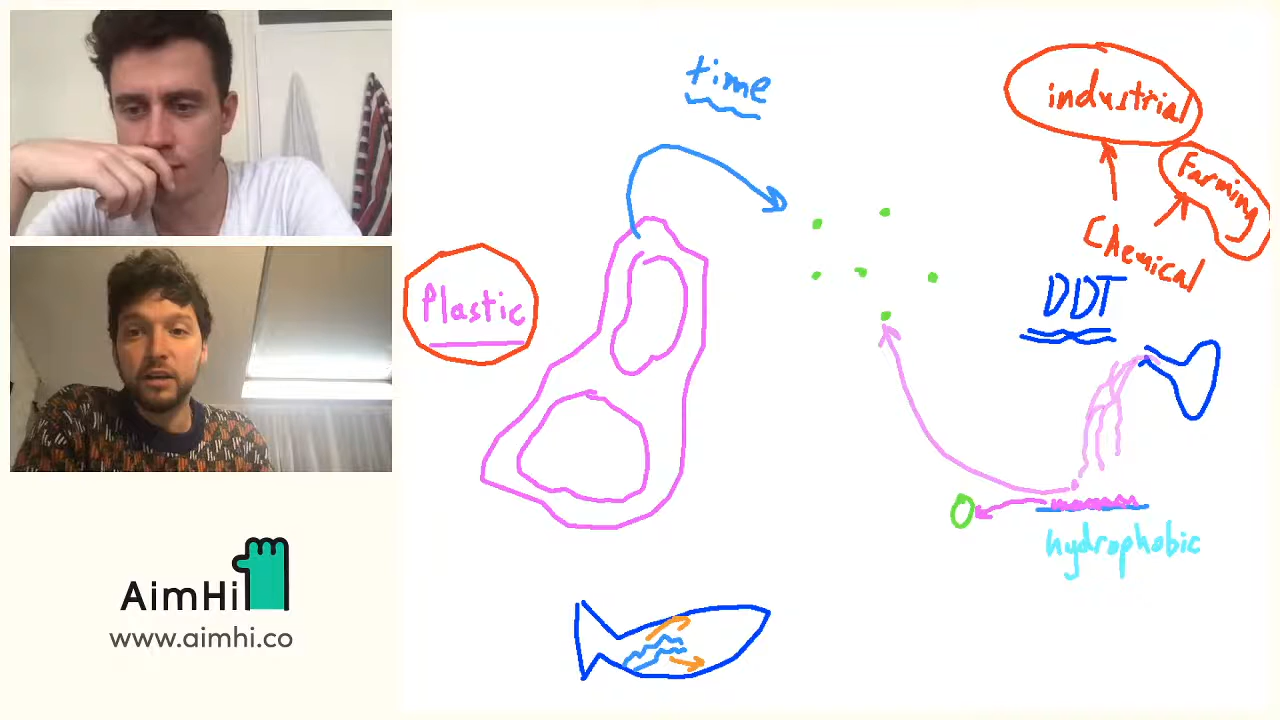 time
industrial
Farming
Chemical
DDT
Plastic
hydrophobic
AimHi
www.aimhi.co